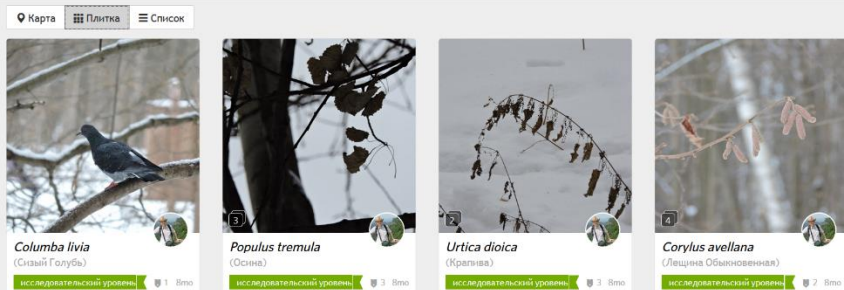 Карта Плитка Список
3 2 4
Columba livia Populus tremula Urtica dioica Corylus avellana
(Сизый Голубь) (Осина) (Крапива) (Лещина Обыкновенная)
исследовательский уровень 1 8mo исследовательский уровень 3 8mo исследовательский уровень 3 8mo исследовательский уровень 2 8mo